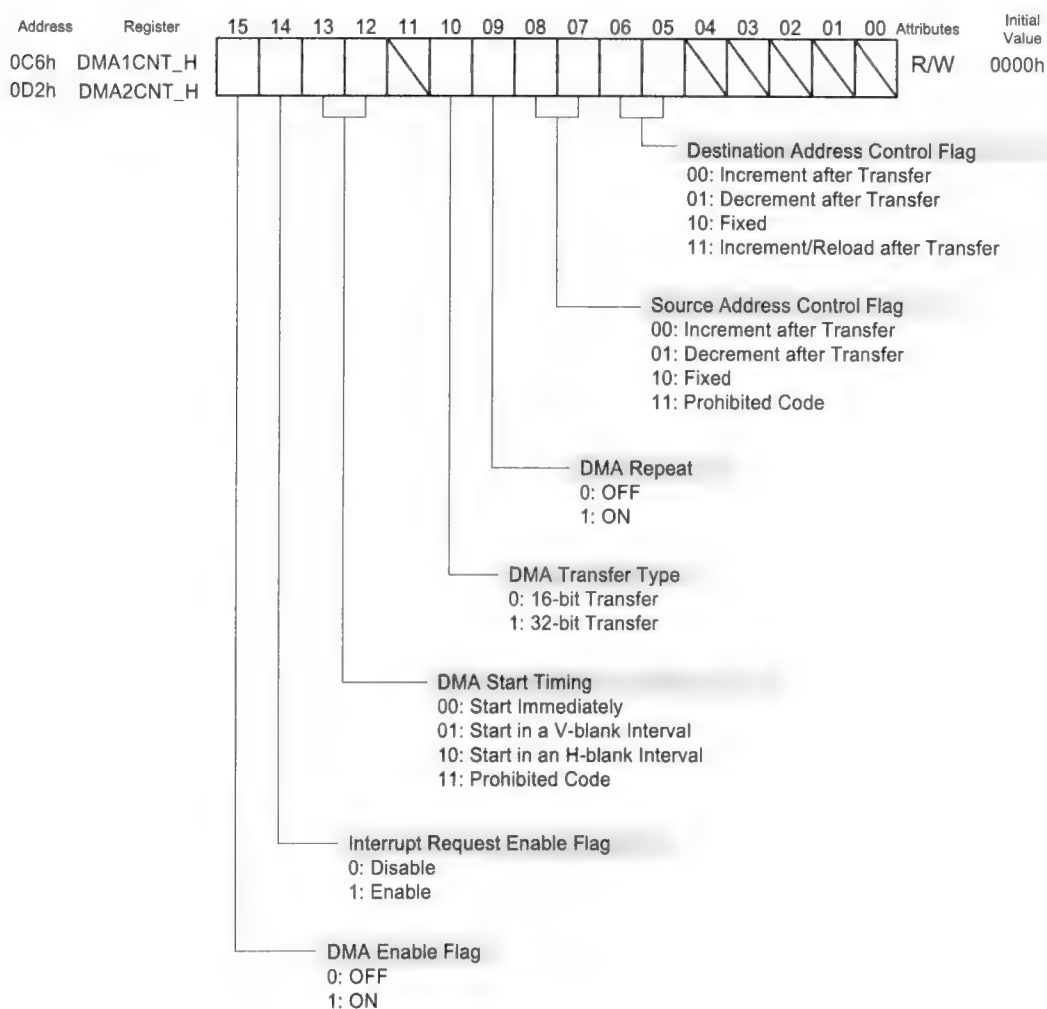 Address Register 15 14 13 12 11 10 09 08 07 06 05 04 03 02 01 00 Attributes Initial Value
0C6h DMA1CNT_H R/W 0000h
0D2h DMA2CNT_H
Destination Address Control Flag
00: Increment after Transfer
01: Decrement after Transfer
10: Fixed
11: Increment/Reload after Transfer
Source Address Control Flag
00: Increment after Transfer
01: Decrement after Transfer
10: Fixed
11: Prohibited Code
DMA Repeat
0: OFF
1: ON
DMA Transfer Type
0: 16-bit Transfer
1: 32-bit Transfer
DMA Start Timing
00: Start Immediately
01: Start in a V-blank Interval
10: Start in an H-blank Interval
11: Prohibited Code
Interrupt Request Enable Flag
0: Disable
1: Enable
DMA Enable Flag
0: OFF
1: ON